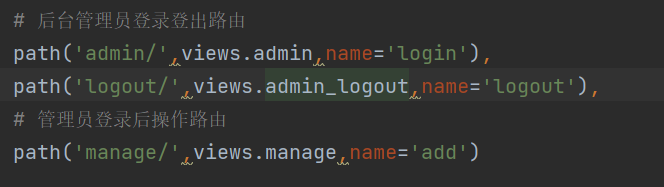 # 后台管理员登录登出路由
path('admin/',views.admin,name='login'),
path('logout/',views.admin_logout,name='logout'),
# 管理员登录后操作路由
path('manage/',views.manage,name='add')